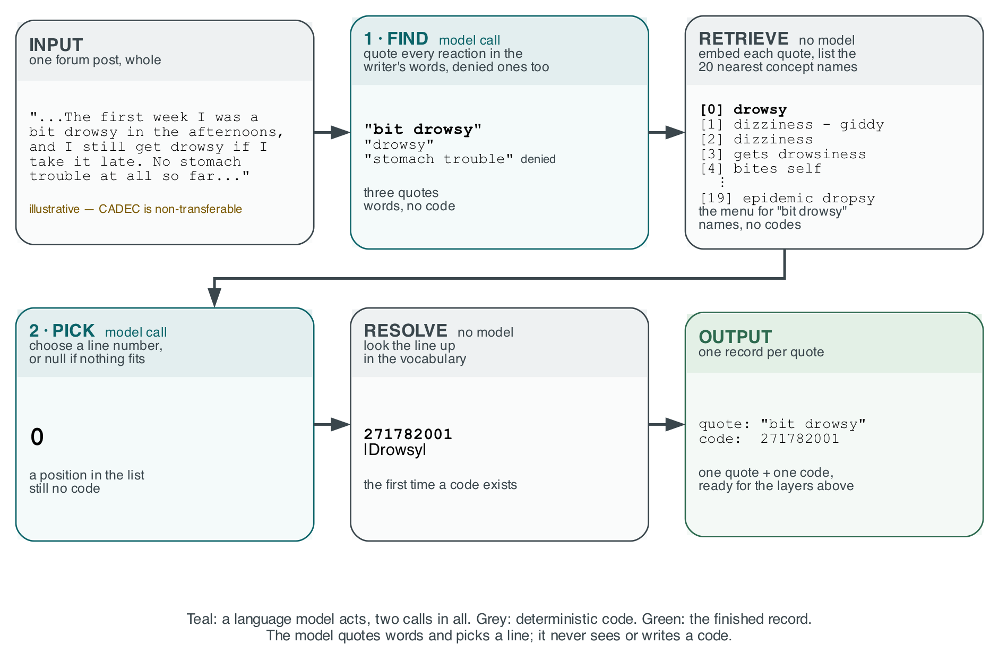 INPUT
one forum post, whole
"...The first week I was a
bit drowsy in the afternoons,
and I still get drowsy if I
take it late. No stomach
trouble at all so far..."
illustrative — CADEC is non-transferable
1 · FIND model call
quote every reaction in the
writer's words, denied ones too
"bit drowsy"
"drowsy"
"stomach trouble" denied
three quotes
words, no code
RETRIEVE no model
embed each quote, list the
20 nearest concept names
[0] drowsy
[1] dizziness - giddy
[2] dizziness
[3] gets drowsiness
[4] bites self
⋮
[19] epidemic dropsy
the menu for "bit drowsy"
names, no codes
2 · PICK model call
choose a line number,
or null if nothing fits
0
a position in the list
still no code
RESOLVE no model
look the line up
in the vocabulary
271782001
|Drowsy|
the first time a code exists
OUTPUT
one record per quote
quote: "bit drowsy"
code: 271782001
one quote + one code,
ready for the layers above
Teal: a language model acts, two calls in all. Grey: deterministic code. Green: the finished record.
The model quotes words and picks a line; it never sees or writes a code.